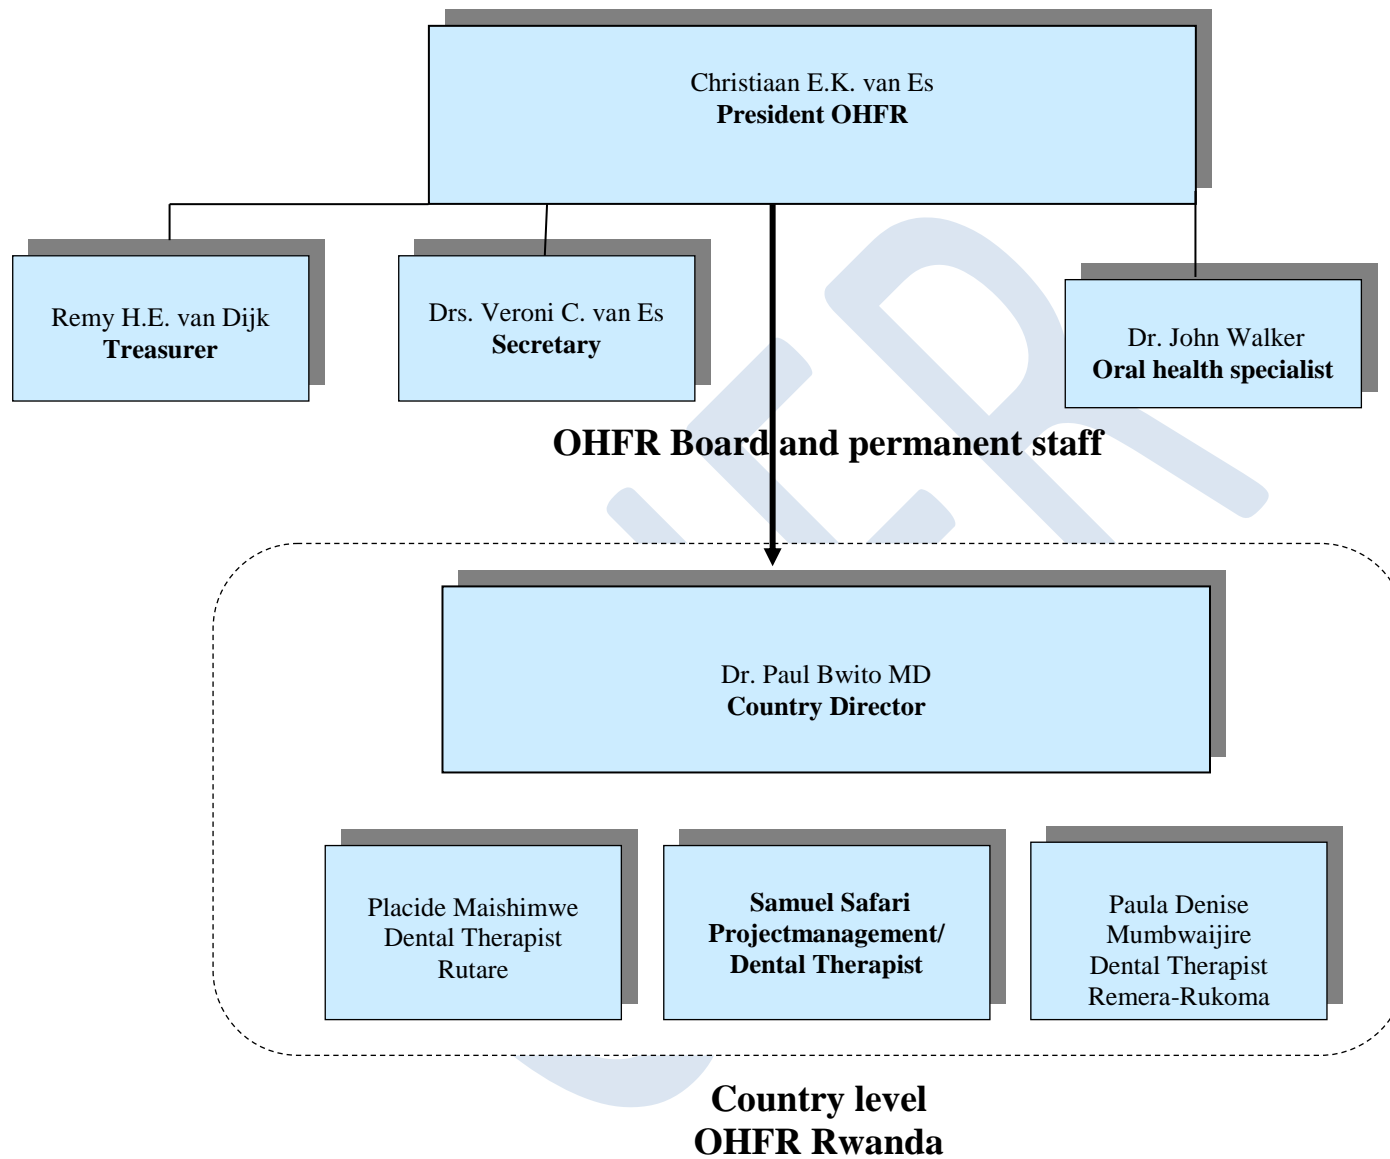 Christiaan E.K. van Es
President OHFR
Remy H.E. van Dijk
Treasurer
Drs. Veroni C. van Es
Secretary
Dr. John Walker
Oral health specialist
OHFR Board and permanent staff
Dr. Paul Bwito MD
Country Director
Placide Maishimwe
Dental Therapist
Rutare
Samuel Safari
Projectmanagement/
Dental Therapist
Paula Denise
Mumbwaijire
Dental Therapist
Remera-Rukoma
Country level
OHFR Rwanda